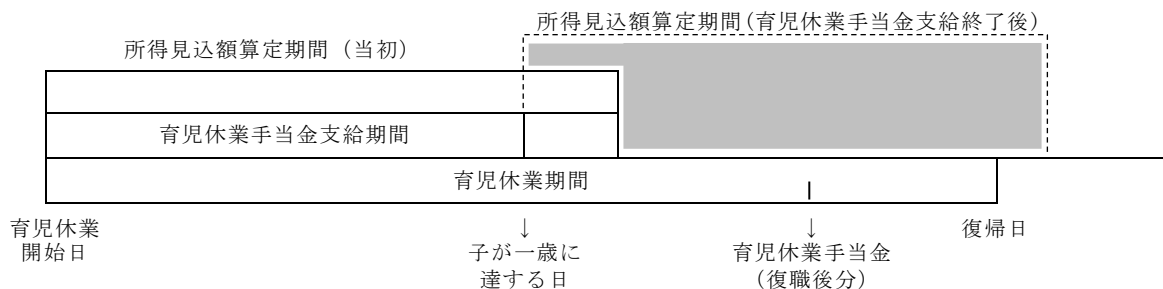 所得見込額算定期間(育児休業手当金支給終了後)
所得見込額算定期間（当初）
育児休業手当金支給期間
育児休業期間
育児休業
開始日
↓
子が一歳に
達する日
↓
育児休業手当金
（復職後分）
復帰日